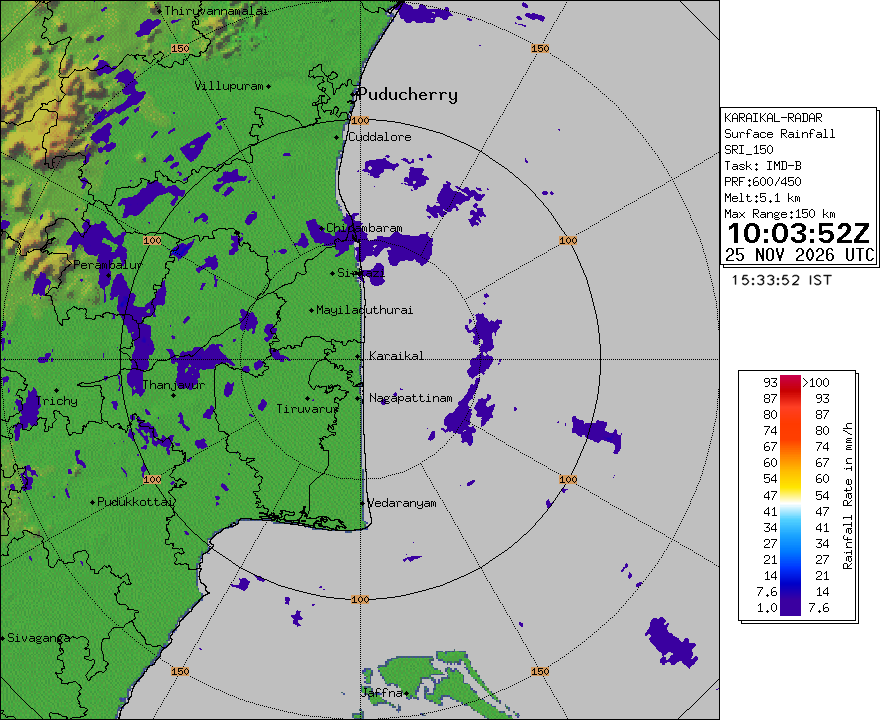 Thiruvannamalai
150
150
Villupuram
Puducherry
100
Cuddalore
KARAIKAL-RADAR
Surface Rainfall
SRI_150
Task: IMD-B
PRF:600/450
Melt:5.1 km
Max Range:150 km
10:03:52Z
25 NOV 2026 UTC
15:33:52 IST
Chidambaram
100
100
Perambalur
Mayiladuthurai
Karaikal
Thanjavur
Nagapattinam
Trichy
Tiruvarur
93 >100
87 93
80 87
74 80
67 74
60 67
54 60
47 54
41 47
34 41
27 34
21 27
14 21
7.6 14
1.0 7.6
Rainfall Rate in mm/h
100
100
Pudukkottai
Vedaranyam
100
Sivaganga
150
150
Jaffna